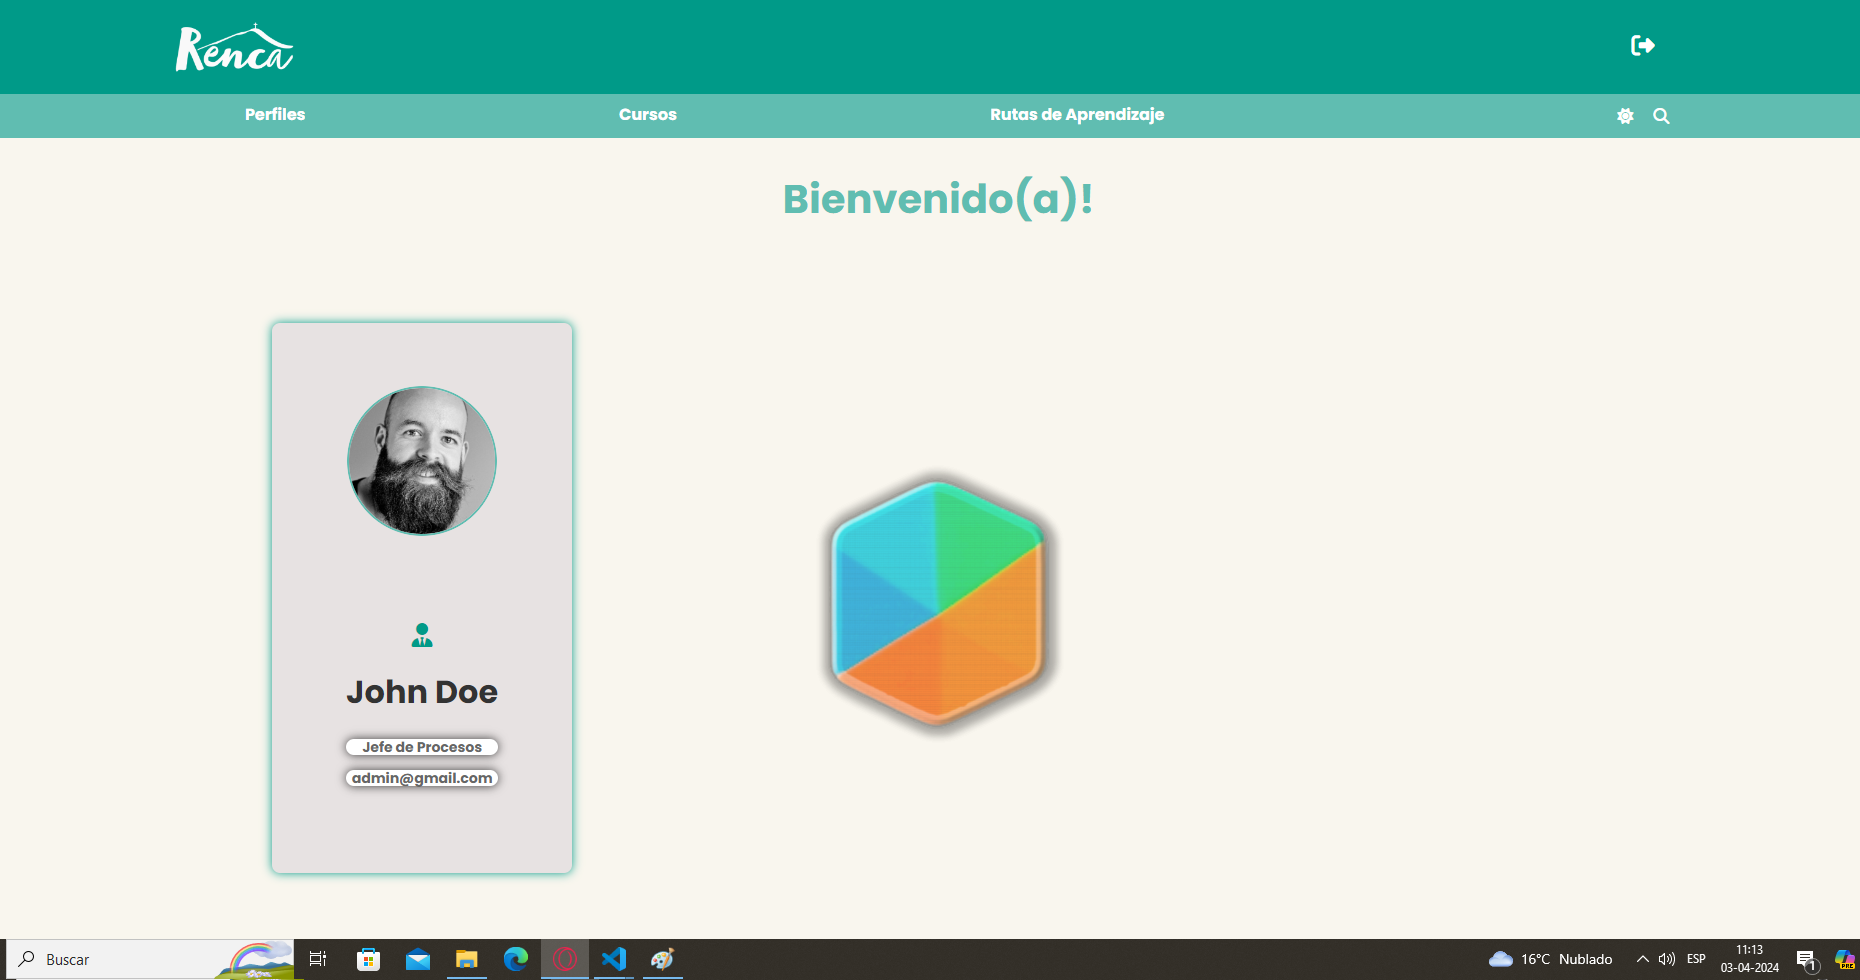 Renca
Perfiles
Cursos
Rutas de Aprendizaje
Bienvenido(a)!
John Doe
Jefe de Procesos
admin@gmail.com
Buscar
16°C Nublado
ESP
11:13
03-04-2024
1
PRE